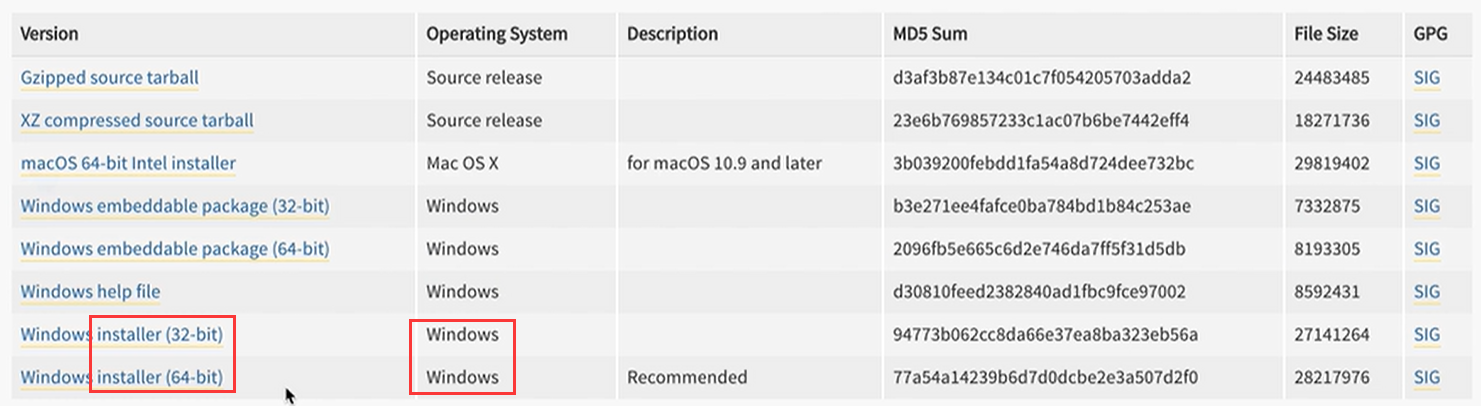 Version Operating System Description MD5 Sum File Size GPG
Gzipped source tarball Source release d3af3b87e134c01c7f054205703adda2 24483485 SIG
XZ compressed source tarball Source release 23e6b769857233c1ac07b6be7442eff4 18271736 SIG
macOS 64-bit Intel installer Mac OS X for macOS 10.9 and later 3b039200febdd1fa54a8d724dee732bc 29819402 SIG
Windows embeddable package (32-bit) Windows b3e271ee4fafce0ba784bd1b84c253ae 7332875 SIG
Windows embeddable package (64-bit) Windows 2096fb5e665c6d2e746da7ff5f31d5db 8193305 SIG
Windows help file Windows d30810feed2382840ad1fbc9fce97002 8592431 SIG
Windows installer (32-bit) Windows 94773b062cc8da66e37ea8ba323eb56a 27141264 SIG
Windows installer (64-bit) Windows Recommended 77a54a14239b6d7d0dcbe2e3a507d2f0 28217976 SIG